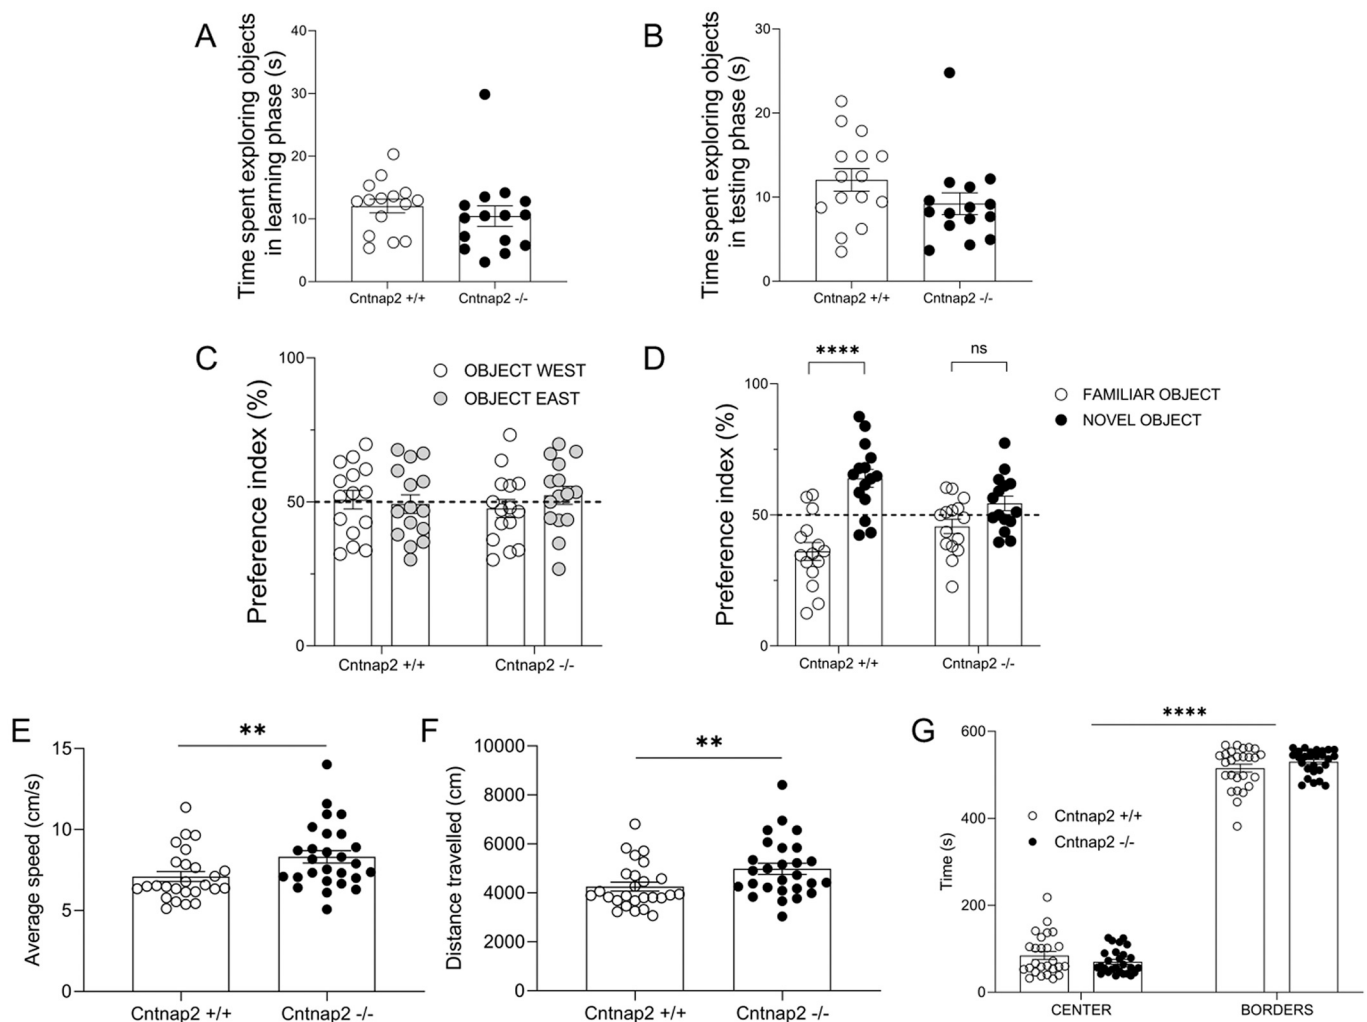 A
Time spent exploring objects
in learning phase (s)
40
30
20
10
0
Cntnap2 +/+
Cntnap2 -/-
B
Time spent exploring objects
in testing phase (s)
30
20
10
0
Cntnap2 +/+
Cntnap2 -/-
C
Preference index (%)
100
50
0
OBJECT WEST
OBJECT EAST
Cntnap2 +/+
Cntnap2 -/-
D
Preference index (%)
100
50
0
****
ns
FAMILIAR OBJECT
NOVEL OBJECT
Cntnap2 +/+
Cntnap2 -/-
E
Average speed (cm/s)
15
10
5
0
**
Cntnap2 +/+
Cntnap2 -/-
F
Distance travelled (cm)
10000
8000
6000
4000
2000
0
**
Cntnap2 +/+
Cntnap2 -/-
G
Time (s)
600
400
200
0
****
Cntnap2 +/+
Cntnap2 -/-
CENTER
BORDERS